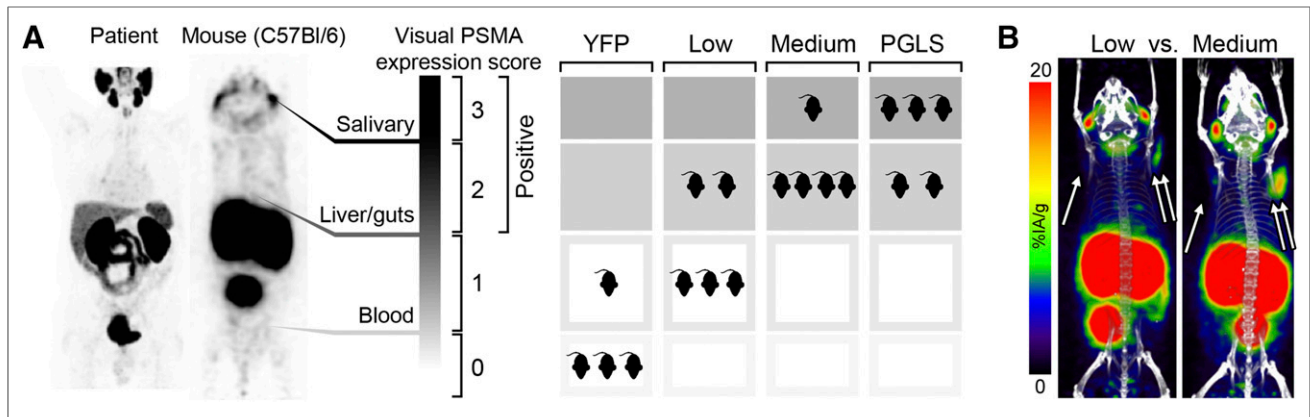 A
Patient
Mouse (C57Bl/6)
Visual PSMA
expression score
Salivary
Liver/guts
Blood
3
2
1
0
Positive
YFP
Low
Medium
PGLS
B
Low vs. Medium
20
%IA/g
0